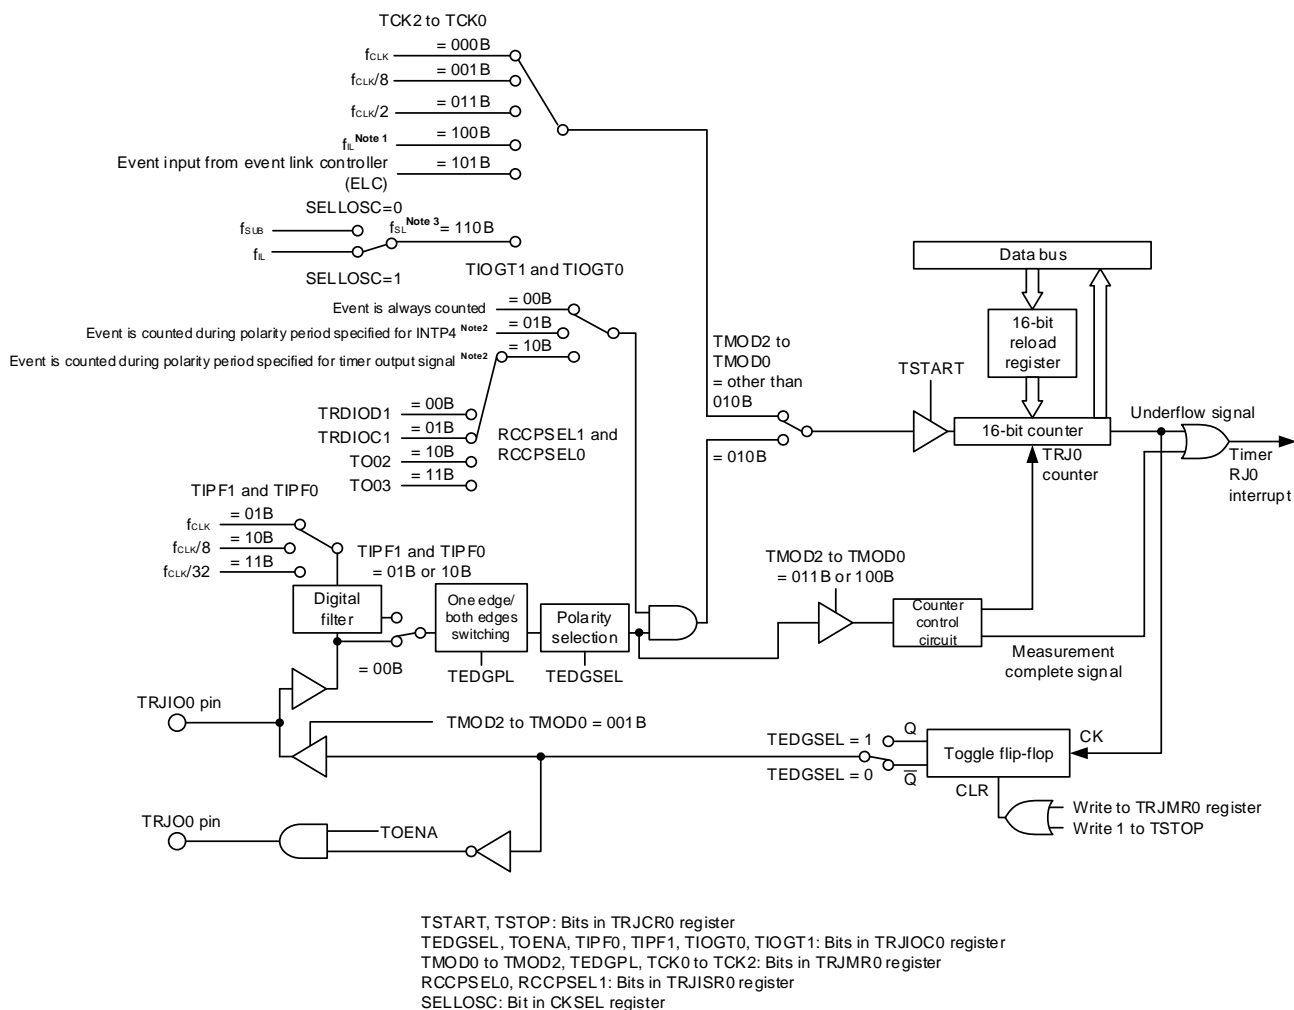 TCK2 to TCK0
fCLK = 000B
fCLK/8 = 001B
fCLK/2 = 011B
fIL Note 1 = 100B
Event input from event link controller
(ELC) = 101B
SELLOSC=0
fSUB
fSL Note 3 = 110B
fIL
SELLOSC=1
TIOGT1 and TIOGT0
Event is always counted = 00B
Event is counted during polarity period specified for INTP4 Note2 = 01B
Event is counted during polarity period specified for timer output signal Note2 = 10B
TRDIOD1 = 00B
TRDIOC1 = 01B
TO02 = 10B
TO03 = 11B
RCCPSEL1 and
RCCPSEL0
TMOD2 to
TMOD0
= other than
010B
= 010B
TSTART
Data bus
16-bit
reload
register
16-bit counter
TRJ0
counter
Underflow signal
Timer
RJ0
interrupt
TIPF1 and TIPF0
fCLK = 01B
fCLK/8 = 10B
fCLK/32 = 11B
Digital
filter
TIPF1 and TIPF0
= 01B or 10B
= 00B
One edge/
both edges
switching
TEDGPL
Polarity
selection
TEDGSEL
TMOD2 to TMOD0
= 011B or 100B
Counter
control
circuit
Measurement
complete signal
TRJIO0 pin
TMOD2 to TMOD0 = 001B
TEDGSEL = 1
Q
TEDGSEL = 0
Q̅
Toggle flip-flop
CK
CLR
Write to TRJMR0 register
Write 1 to TSTOP
TRJO0 pin
TOENA
TSTART, TSTOP: Bits in TRJCR0 register
TEDGSEL, TOENA, TIPF0, TIPF1, TIOGT0, TIOGT1: Bits in TRJIOC0 register
TMOD0 to TMOD2, TEDGPL, TCK0 to TCK2: Bits in TRJMR0 register
RCCPSEL0, RCCPSEL1: Bits in TRJISR0 register
SELLOSC: Bit in CKSEL register